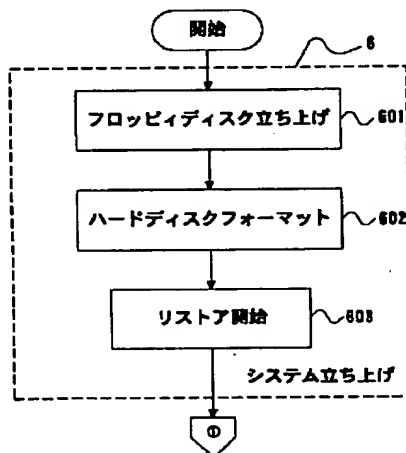 開始
6
フロッピィディスク立ち上げ
601
ハードディスクフォーマット
602
リストア開始
603
システム立ち上げ
①